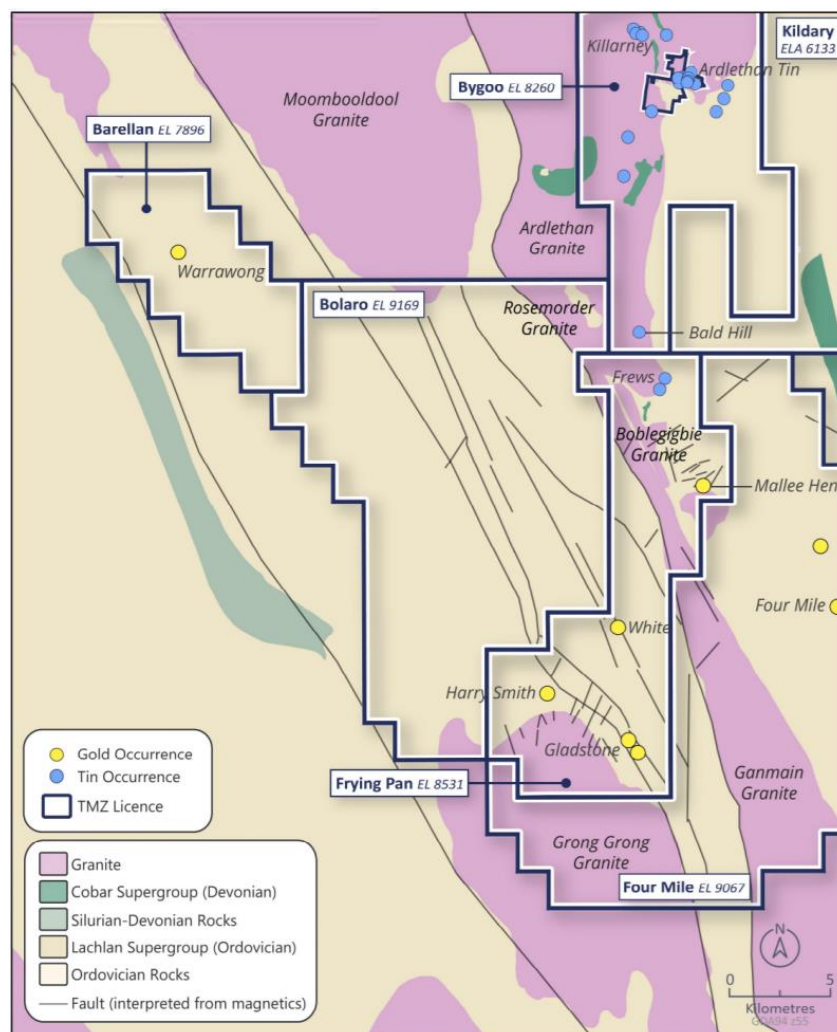 Kildary
ELA 6133
Killarney
Ardlethan Tin
Bygoo EL 8260
Moombooldool
Granite
Barellan EL 7896
Ardlethan
Granite
Warrawong
Bolaro EL 9169
Rosemorder
Granite
Bald Hill
Frews
Boblegigbie
Granite
Mallee Hen
Four Mile
White
Harry Smith
Gladstone
Frying Pan EL 8531
Ganmain
Granite
Grong Grong
Granite
Four Mile EL 9067
Gold Occurrence
Tin Occurrence
TMZ Licence
Granite
Cobar Supergroup (Devonian)
Silurian-Devonian Rocks
Lachlan Supergroup (Ordovician)
Ordovician Rocks
Fault (interpreted from magnetics)
N
0 5
Kilometres
GDA94 z55